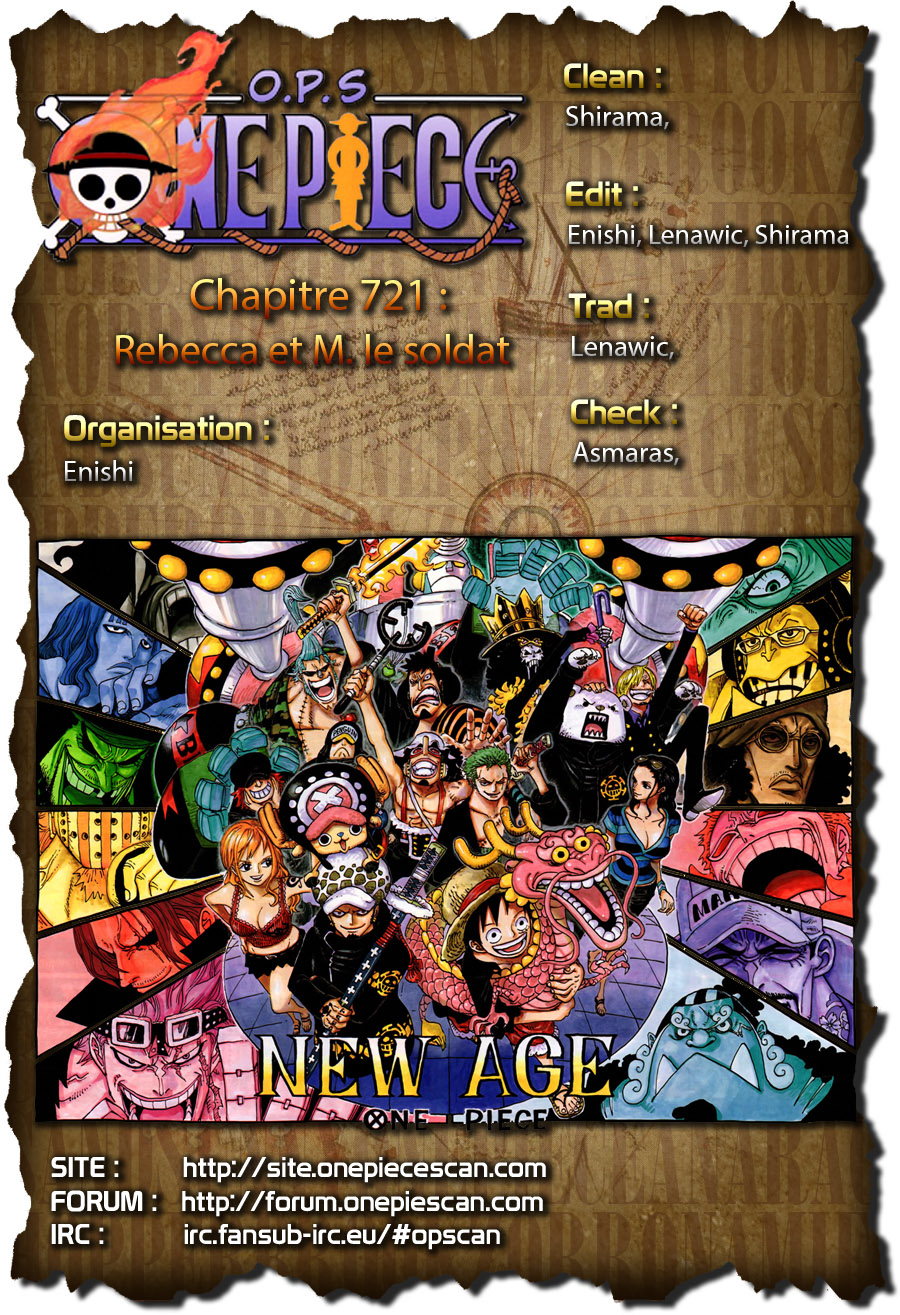 O.P.S
ONE PIECE
Chapitre 721 :
Rebecca et M. le soldat
Organisation :
Enishi
Clean :
Shirama,
Edit :
Enishi, Lenawic, Shirama
Trad :
Lenawic,
Check :
Asmaras,
PENGUIN
NEW AGE
ONE PIECE
SITE : http://site.onepiecescan.com
FORUM : http://forum.onepiescan.com
IRC : irc.fansub-irc.eu/#opscan